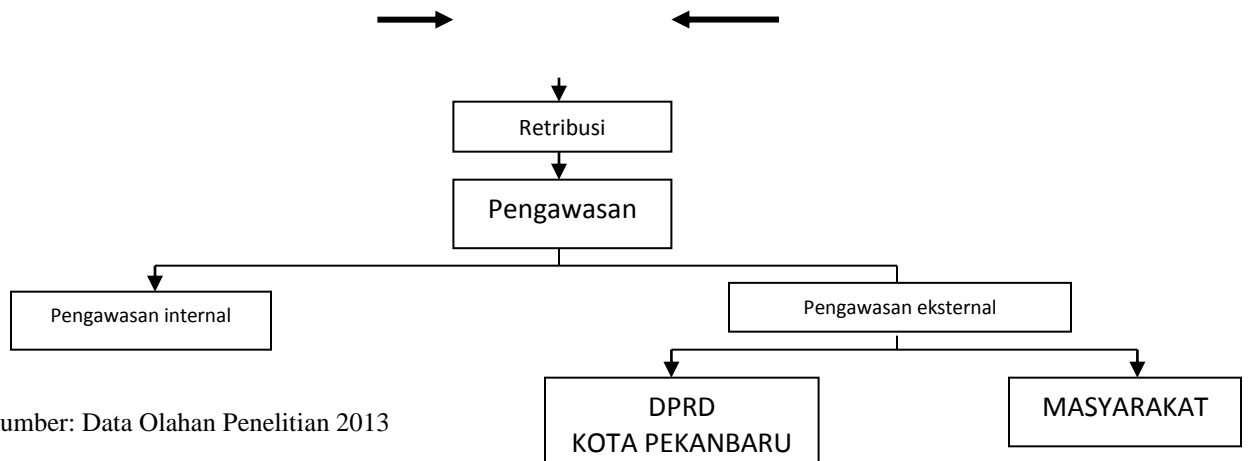 Retribusi
Pengawasan
Pengawasan internal
Pengawasan eksternal
DPRD
KOTA PEKANBARU
MASYARAKAT
umber: Data Olahan Penelitian 2013